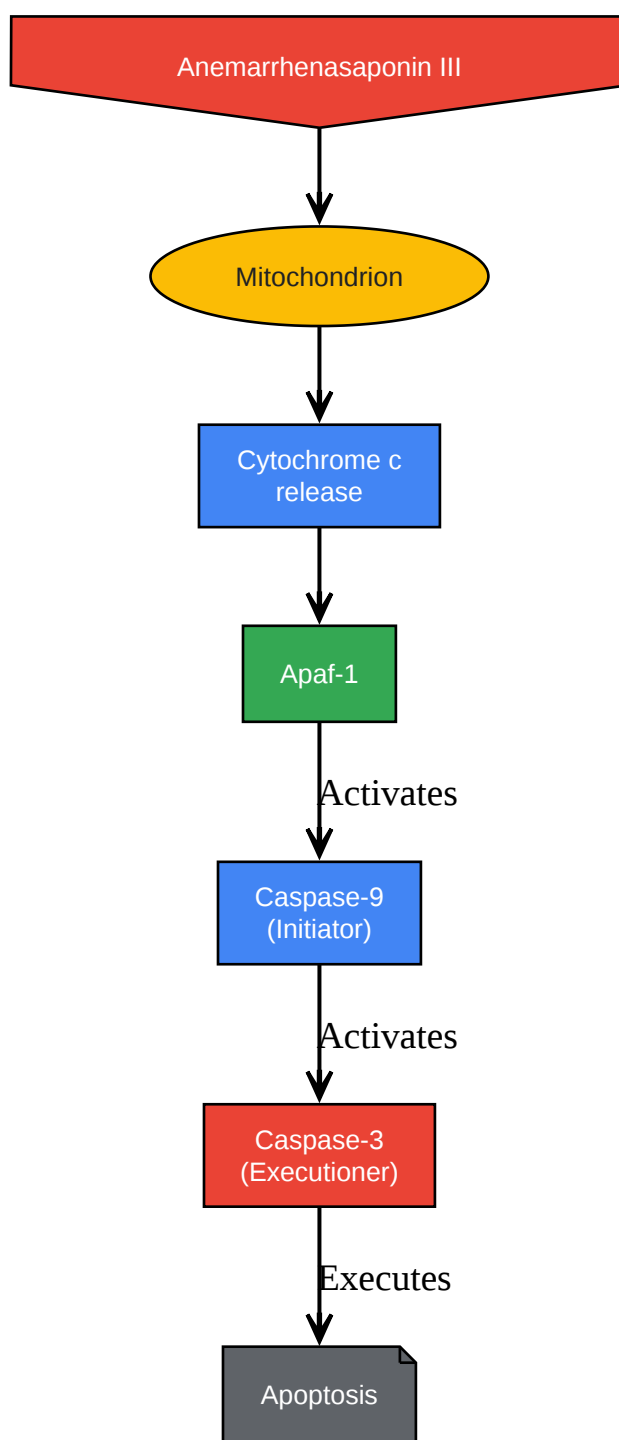 Anemarrhenasaponin III
Mitochondrion
Cytochrome c
release
Apaf-1
Activates
Caspase-9
(Initiator)
Activates
Caspase-3
(Executioner)
Executes
Apoptosis